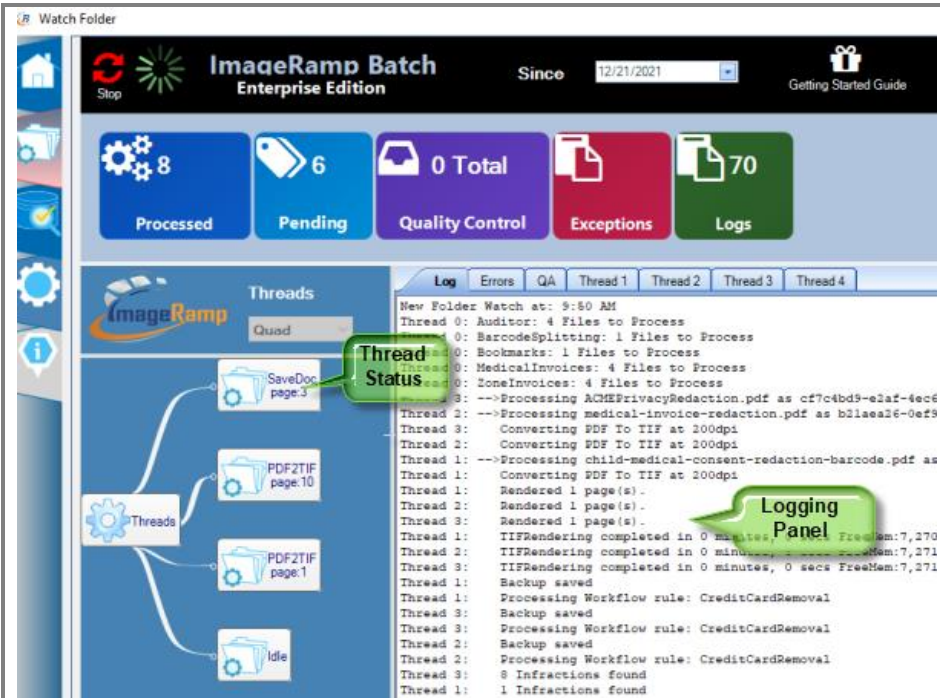 Watch Folder
Stop
ImageRamp Batch
Enterprise Edition
Since
12/21/2021
Getting Started Guide
8
Processed
6
Pending
0 Total
Quality Control
Exceptions
70
Logs
ImageRamp
Threads
Quad
Thread
Status
SaveDoc
page:3
PDF2TIF
page:10
Threads
PDF2TIF
page:1
Idle
Log Errors QA Thread 1 Thread 2 Thread 3 Thread 4
New Folder Watch at: 9:50 AM
Thread 0: Auditor: 4 Files to Process
0: BarcodeSplitting: 1 Files to Process
0: Bookmarks: 1 Files to Process
0: MedicalInvoices: 4 Files to Process
0: ZoneInvoices: 4 Files to Process
3: -->Processing ACMEPrivacyRedaction.pdf as cf7c4bd9-e2af-4ec6
Thread 2: -->Processing medical-invoice-redaction.pdf as b21aea26-0ef9
Thread 3: Converting PDF To TIF at 200dpi
Thread 2: Converting PDF To TIF at 200dpi
Thread 1: -->Processing child-medical-consent-redaction-barcode.pdf as
Thread 1: Converting PDF To TIF at 200dpi
Thread 1: Rendered 1 page(s).
Thread 2: Rendered 1 page(s).
Thread 3: Rendered 1 page(s).
Logging
Panel
Thread 1: TIFRendering completed in 0 minutes, 0 secs FreeMem:7,270
Thread 2: TIFRendering completed in 0 minutes, 0 secs FreeMem:7,271
Thread 3: TIFRendering completed in 0 minutes, 0 secs FreeMem:7,271
Thread 1: Backup saved
Thread 1: Processing Workflow rule: CreditCardRemoval
Thread 3: Backup saved
Thread 3: Processing Workflow rule: CreditCardRemoval
Thread 2: Backup saved
Thread 2: Processing Workflow rule: CreditCardRemoval
Thread 3: 8 Infractions found
Thread 1: 1 Infractions found